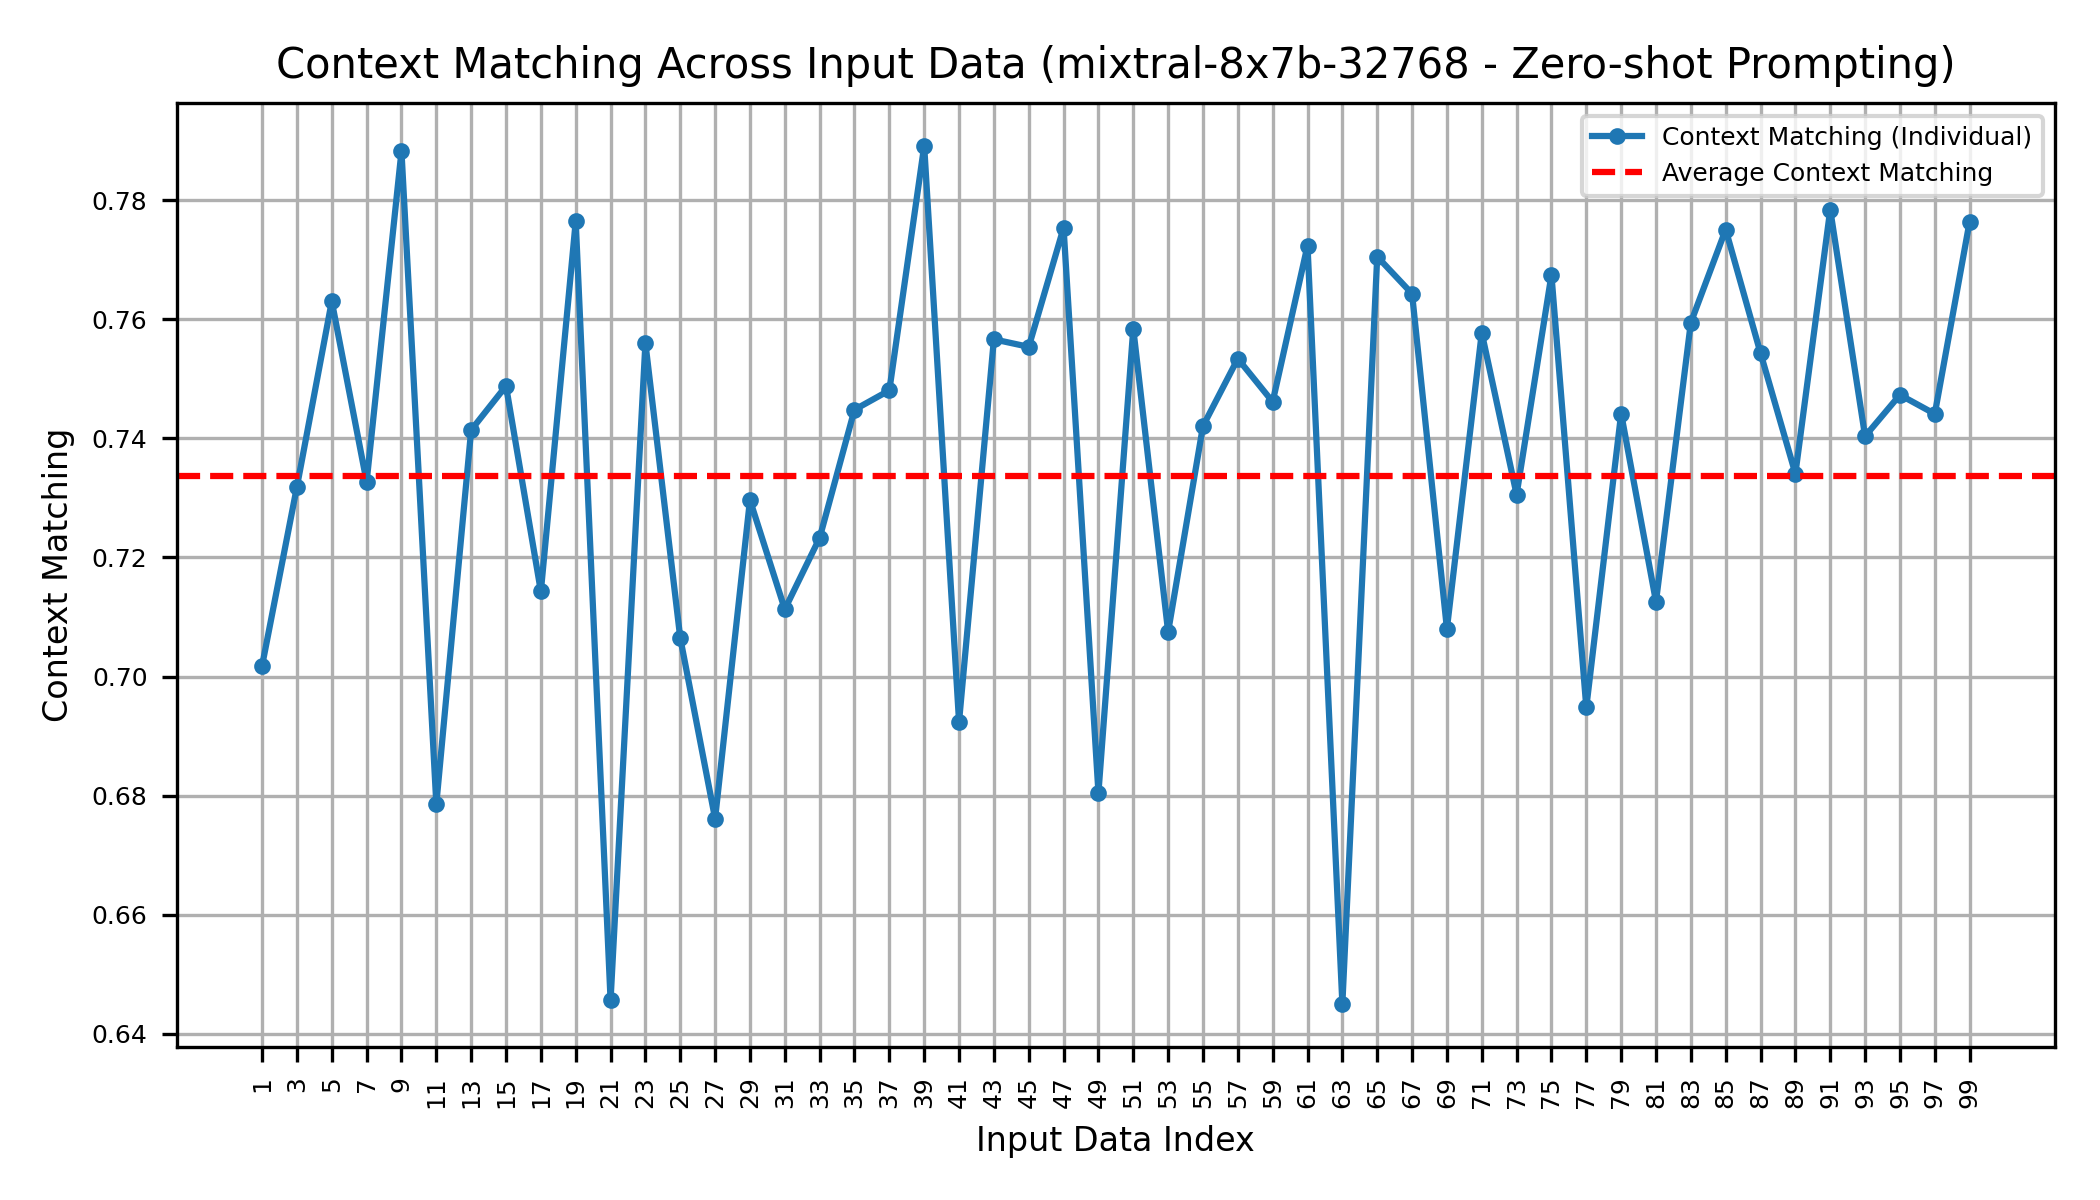 Context Matching Across Input Data (mixtral-8x7b-32768 - Zero-shot Prompting)
Context Matching (Individual)
Average Context Matching
Context Matching
0.78
0.76
0.74
0.72
0.70
0.68
0.66
0.64
1 3 5 7 9 11 13 15 17 19 21 23 25 27 29 31 33 35 37 39 41 43 45 47 49 51 53 55 57 59 61 63 65 67 69 71 73 75 77 79 81 83 85 87 89 91 93 95 97 99
Input Data Index